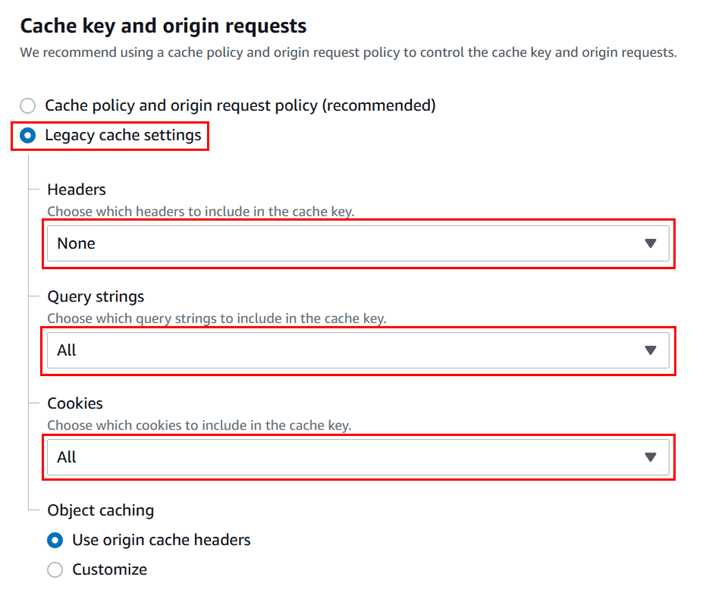 Cache key and origin requests
We recommend using a cache policy and origin request policy to control the cache key and origin requests.
Cache policy and origin request policy (recommended)
Legacy cache settings
Headers
Choose which headers to include in the cache key.
None
Query strings
Choose which query strings to include in the cache key.
All
Cookies
Choose which cookies to include in the cache key.
All
Object caching
Use origin cache headers
Customize